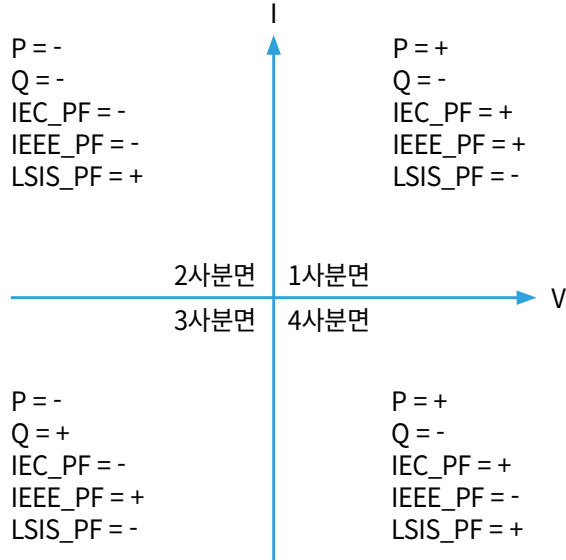 I
P = -
Q = -
IEC_PF = -
IEEE_PF = -
LSIS_PF = +
P = +
Q = -
IEC_PF = +
IEEE_PF = +
LSIS_PF = -
2사분면
1사분면
V
3사분면
4사분면
P = -
Q = +
IEC_PF = -
IEEE_PF = +
LSIS_PF = -
P = +
Q = -
IEC_PF = +
IEEE_PF = -
LSIS_PF = +